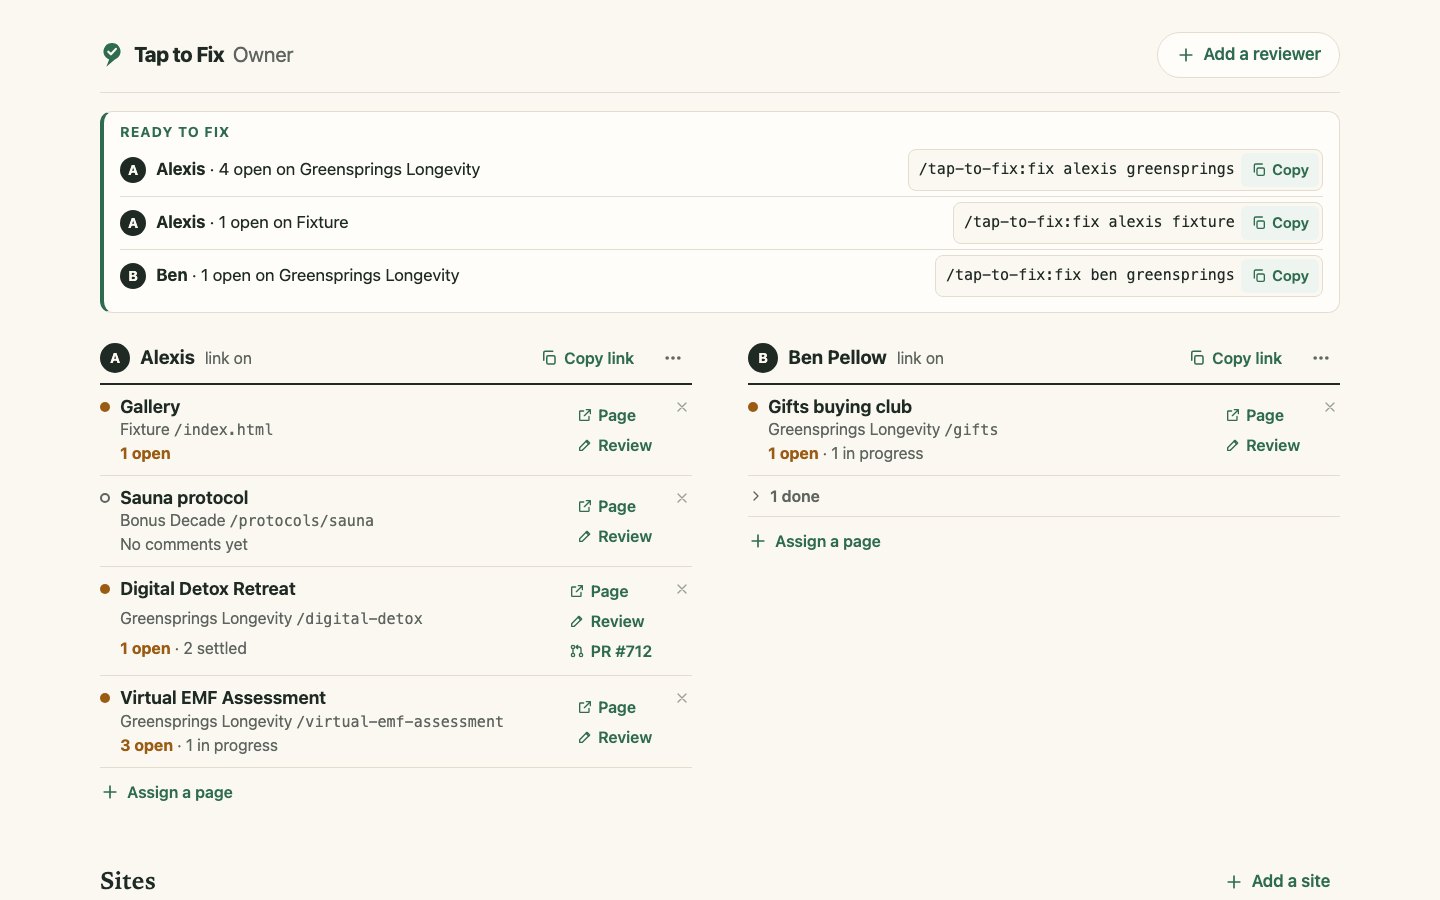 Tap to Fix Owner
Add a reviewer
READY TO FIX
A Alexis · 4 open on Greensprings Longevity
/tap-to-fix:fix alexis greensprings Copy
A Alexis · 1 open on Fixture
/tap-to-fix:fix alexis fixture Copy
B Ben · 1 open on Greensprings Longevity
/tap-to-fix:fix ben greensprings Copy
A Alexis link on Copy link
Gallery
Fixture /index.html
1 open
Page
Review
Sauna protocol
Bonus Decade /protocols/sauna
No comments yet
Page
Review
Digital Detox Retreat
Greensprings Longevity /digital-detox
1 open · 2 settled
Page
Review
PR #712
Virtual EMF Assessment
Greensprings Longevity /virtual-emf-assessment
3 open · 1 in progress
Page
Review
Assign a page
B Ben Pellow link on Copy link
Gifts buying club
Greensprings Longevity /gifts
1 open · 1 in progress
Page
Review
1 done
Assign a page
Sites
Add a site